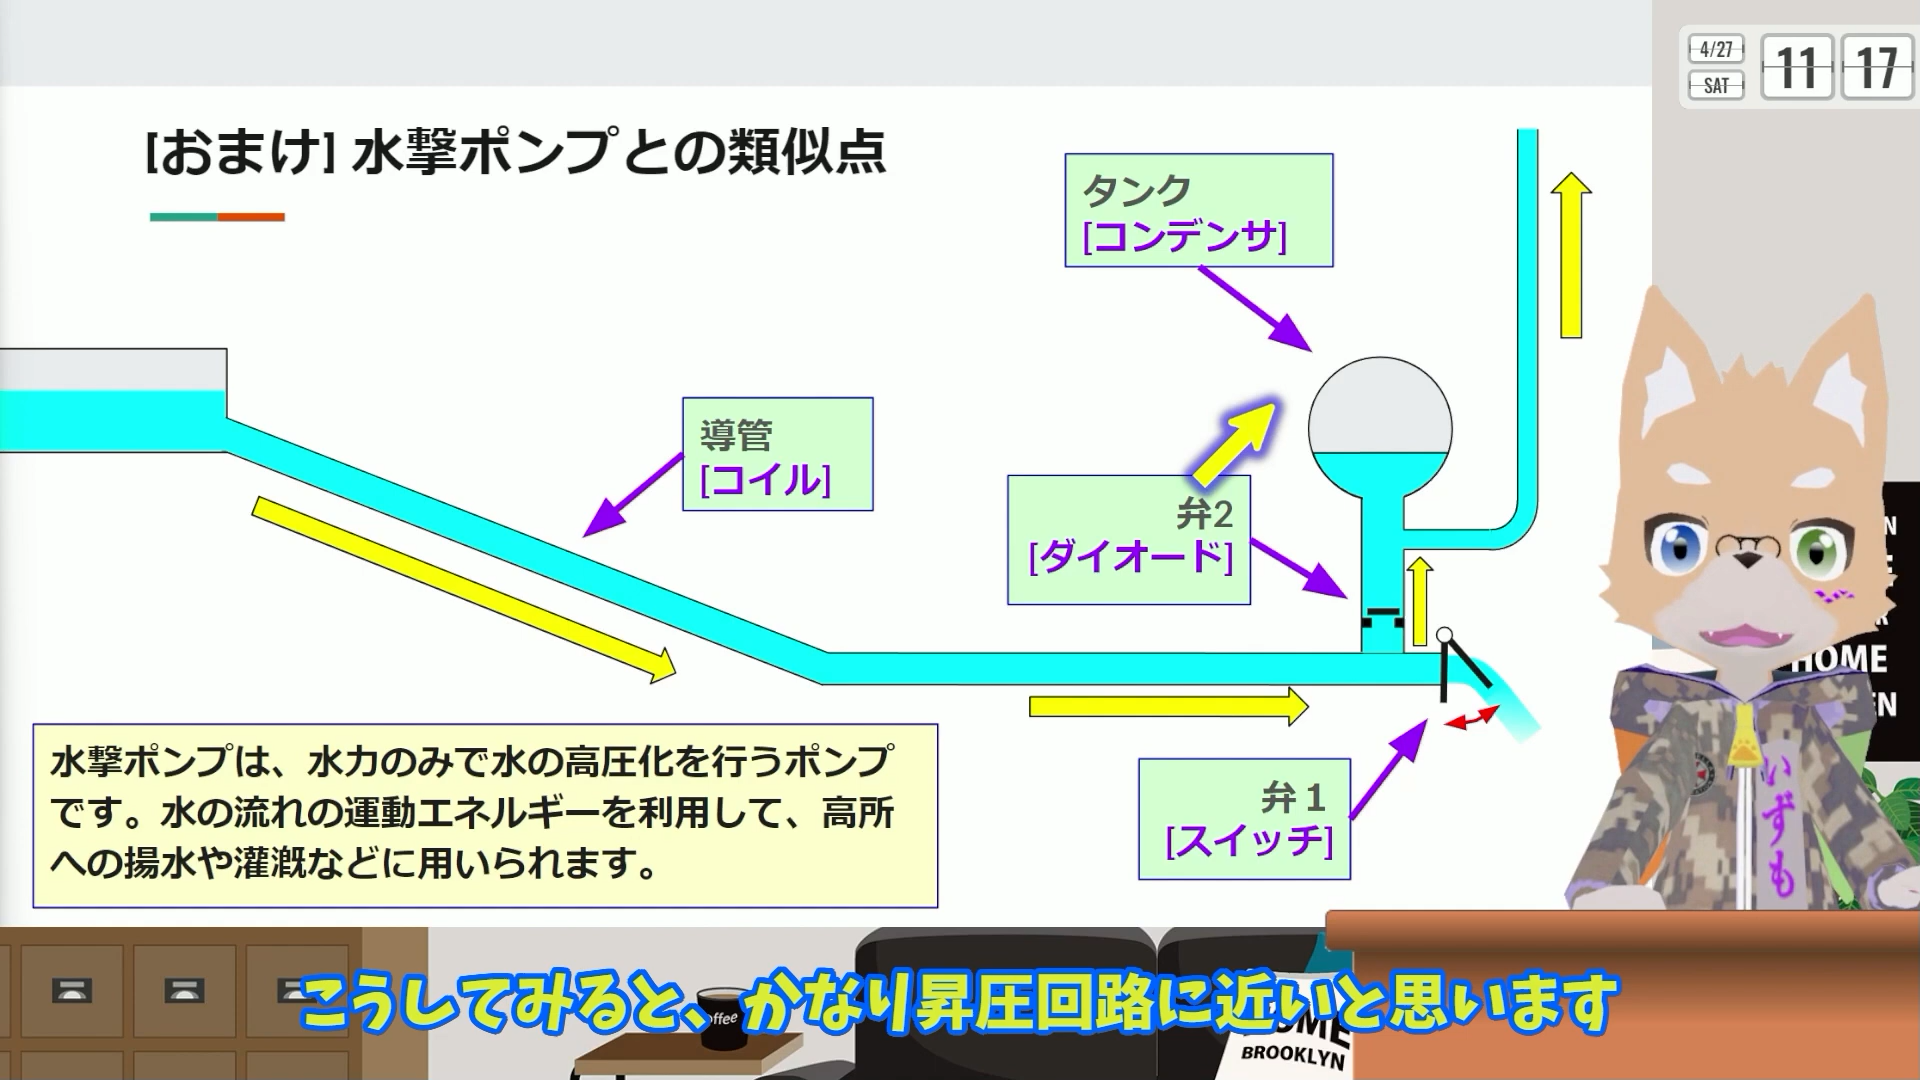 4/27
SAT
11 17
[おまけ] 水撃ポンプとの類似点
タンク
[コンデンサ]
導管
[コイル]
弁2
[ダイオード]
弁１
[スイッチ]
水撃ポンプは、水力のみで水の高圧化を行うポンプ
です。水の流れの運動エネルギーを利用して、高所
への揚水や灌漑などに用いられます。
HOME
いずも
こうしてみると、かなり昇圧回路に近いと思います
HOME
BROOKLYN